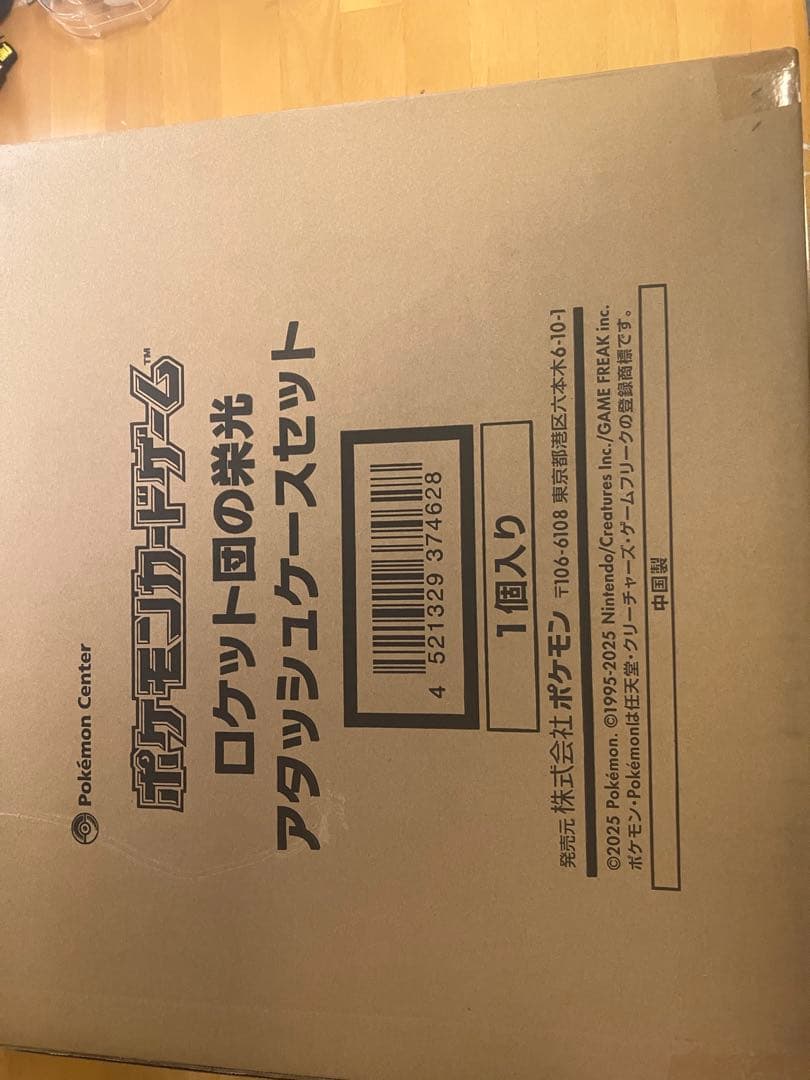 Pokémon Center
ポケモンカードゲーム™
ロケット団の栄光
アタッシュケースセット
4 521329 374628
1個入り
発売元 株式会社 ポケモン 〒106-6108 東京都港区六本木6-10-1
©2025 Pokémon. ©1995-2025 Nintendo/Creatures Inc./GAME FREAK inc.
ポケモン・Pokémonは任天堂・クリーチャーズ・ゲームフリークの登録商標です。
中国製